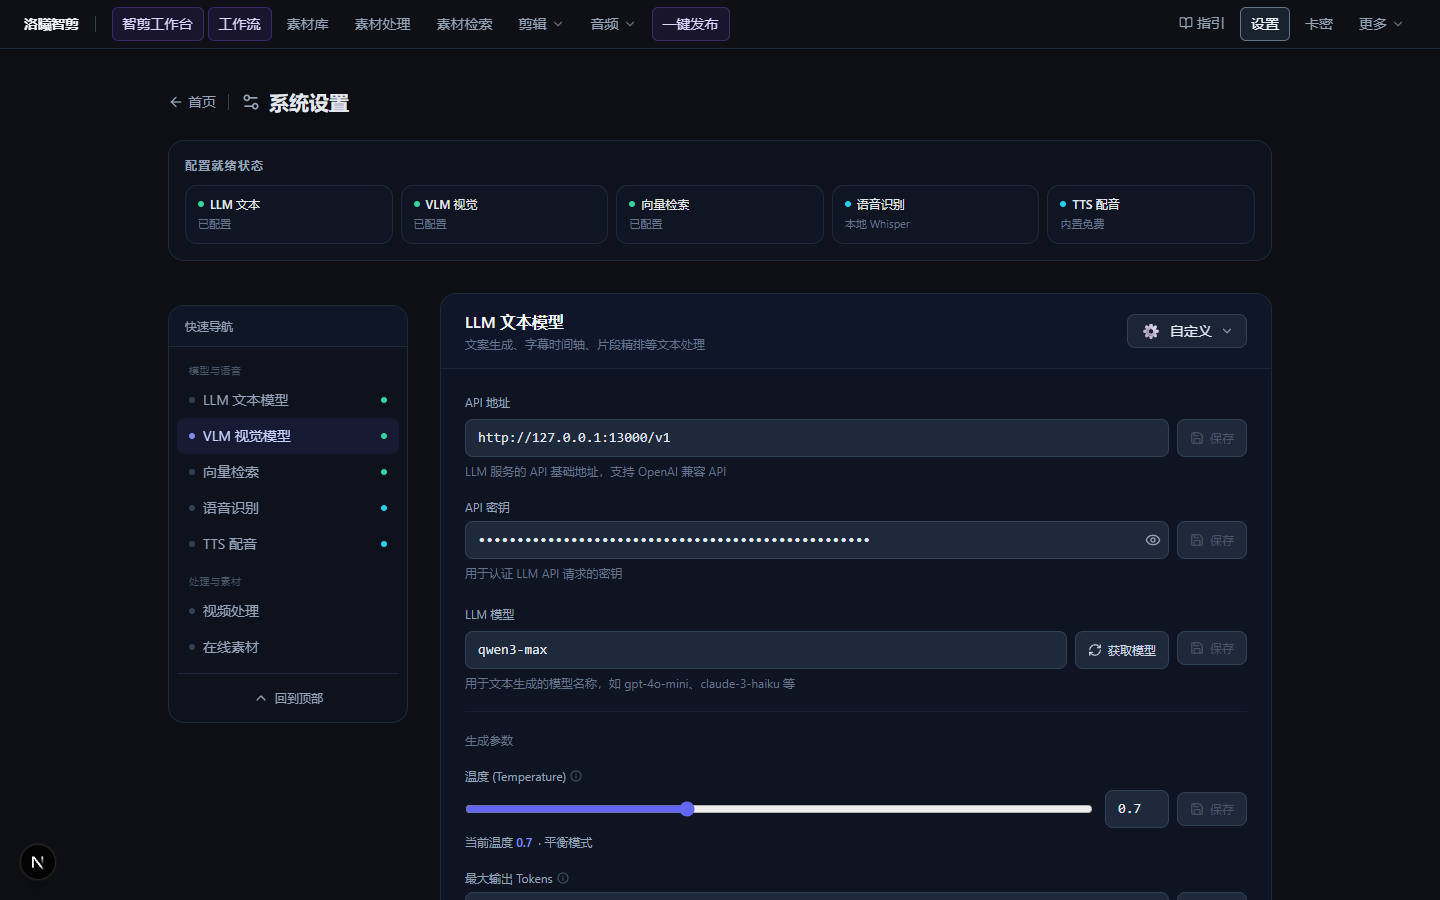 洛曦智剪
智剪工作台
工作流
素材库
素材处理
素材检索
剪辑
音频
一键发布
指引
设置
卡密
更多
首页
系统设置
配置就绪状态
LLM 文本
已配置
VLM 视觉
已配置
向量检索
已配置
语音识别
本地 Whisper
TTS 配音
内置免费
快速导航
模型与语音
LLM 文本模型
VLM 视觉模型
向量检索
语音识别
TTS 配音
处理与素材
视频处理
在线素材
回到顶部
LLM 文本模型
文案生成、字幕时间轴、片段精排等文本处理
自定义
API 地址
http://127.0.0.1:13000/v1
保存
LLM 服务的 API 基础地址，支持 OpenAI 兼容 API
API 密钥
保存
用于认证 LLM API 请求的密钥
LLM 模型
qwen3-max
获取模型
保存
用于文本生成的模型名称，如 gpt-4o-mini、claude-3-haiku 等
生成参数
温度 (Temperature)
0.7
保存
当前温度 0.7 · 平衡模式
最大输出 Tokens
N